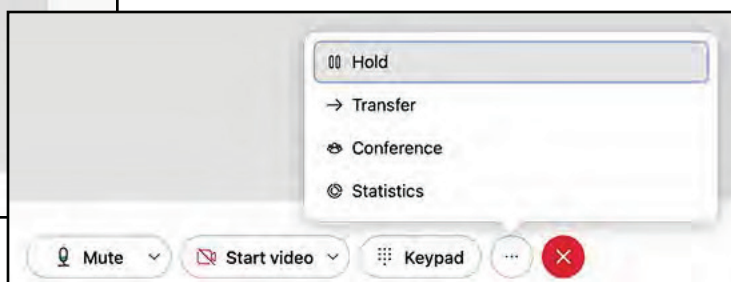 Hold
Transfer
Conference
Statistics
Mute Start video Keypad